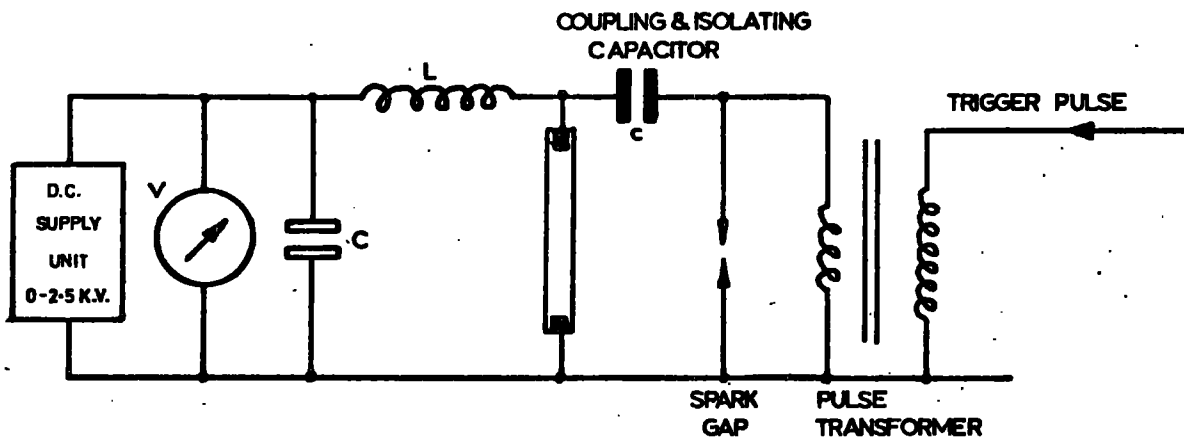 COUPLING & ISOLATING
CAPACITOR
L
c
TRIGGER PULSE
D.C.
SUPPLY
UNIT
0-2·5 K.V.
V
C
SPARK
GAP
PULSE
TRANSFORMER